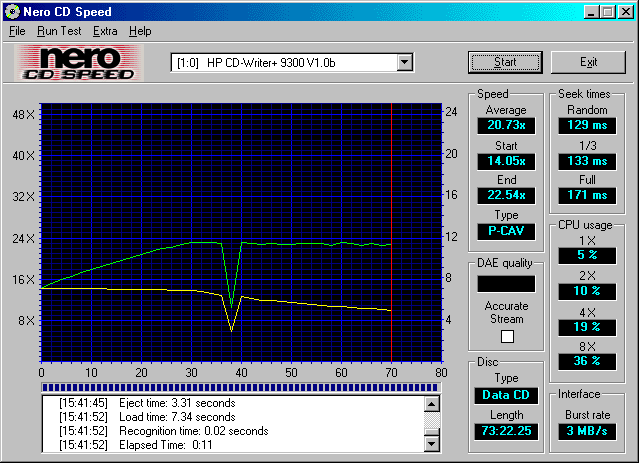 Nero CD Speed
File Run Test Extra Help
nero
CD SPEED
[1:0] HP CD-Writer+ 9300 V1.0b
Start
Exit
48X
40X
32X
24X
16X
8X
24
20
16
12
8
4
0 10 20 30 40 50 60 70 80
Speed
Average
20.73x
Start
14.05x
End
22.54x
Type
P-CAV
DAE quality
Accurate
Stream
Disc
Type
Data CD
Length
73:22.25
Seek times
Random
129 ms
1/3
133 ms
Full
171 ms
CPU usage
1 X
5 %
2 X
10 %
4 X
19 %
8 X
36 %
Interface
Burst rate
3 MB/s
[15:41:45] Eject time: 3.31 seconds
[15:41:52] Load time: 7.34 seconds
[15:41:52] Recognition time: 0.02 seconds
[15:41:52] Elapsed Time: 0:11